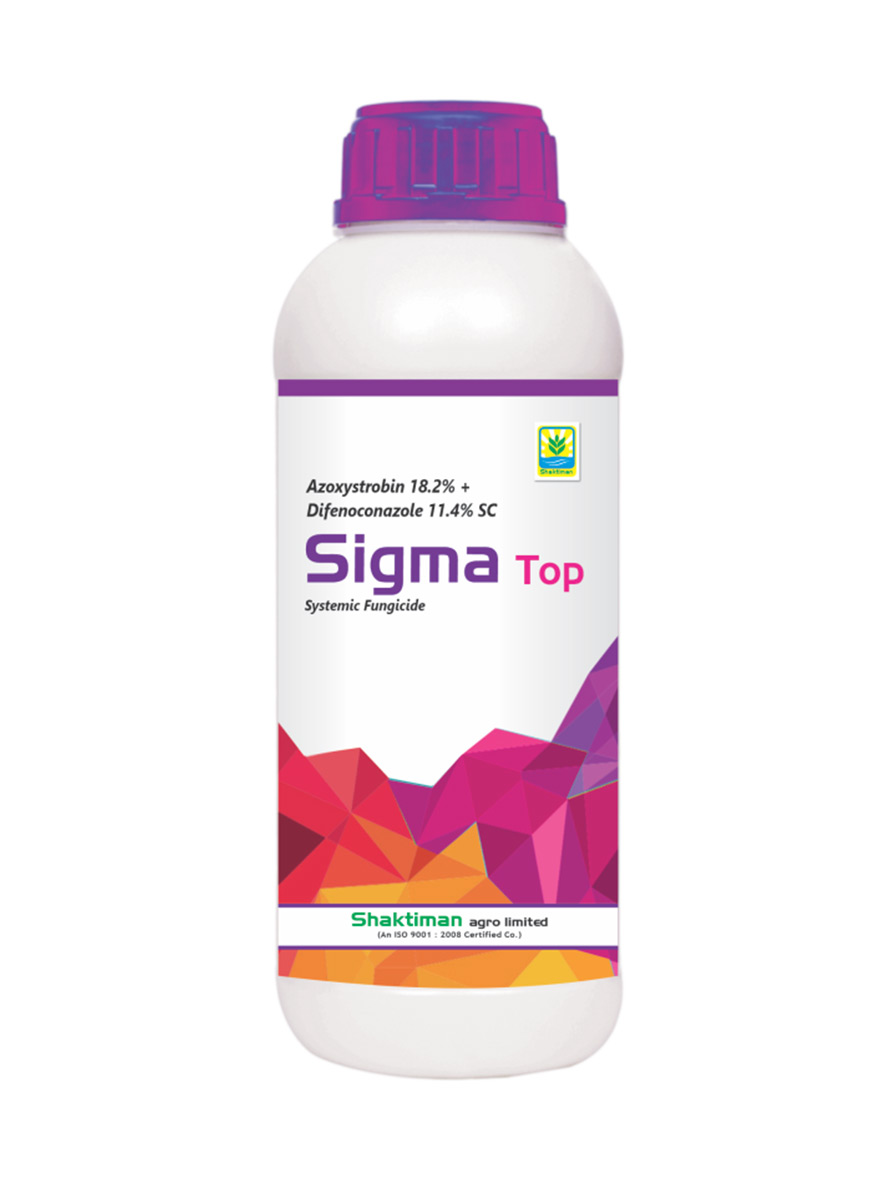 Shaktiman
Azoxystrobin 18.2% +
Difenoconazole 11.4% SC
Sigma Top
Systemic Fungicide
Shaktiman agro limited
(An ISO 9001 : 2008 Certified Co.)